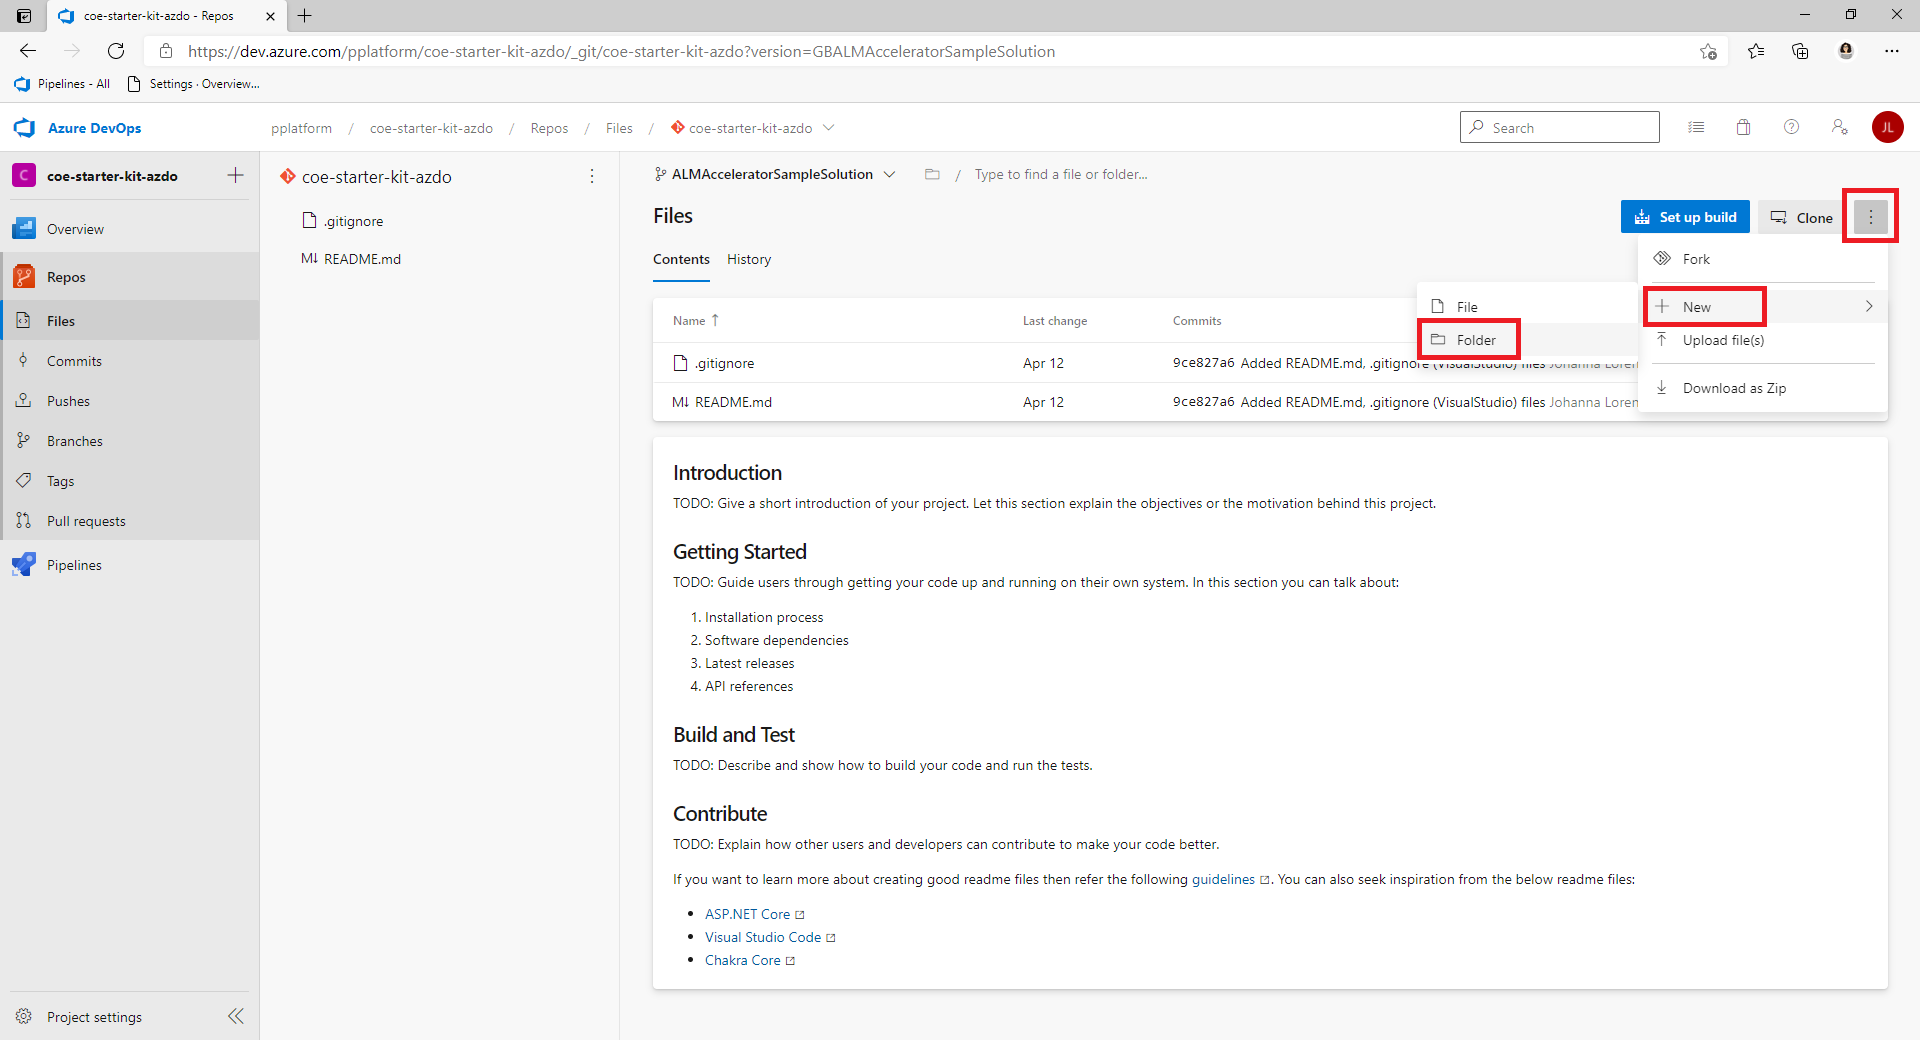 coe-starter-kit-azdo - Repos
https://dev.azure.com/pplatform/coe-starter-kit-azdo/_git/coe-starter-kit-azdo?version=GBALMAcceleratorSampleSolution
Pipelines - All
Settings · Overview...
Azure DevOps
pplatform / coe-starter-kit-azdo / Repos / Files / coe-starter-kit-azdo
Search
JL
C coe-starter-kit-azdo
Overview
Repos
Files
Commits
Pushes
Branches
Tags
Pull requests
Pipelines
Project settings
coe-starter-kit-azdo
.gitignore
M↓ README.md
ALMAcceleratorSampleSolution / Type to find a file or folder...
Files
Set up build
Clone
Contents
History
Fork
New
Upload file(s)
Download as Zip
File
Folder
Name ↑ Last change Commits
.gitignore Apr 12 9ce827a6 Added README.md, .gitignore (VisualStudio) files Johanna Loren
M↓ README.md Apr 12 9ce827a6 Added README.md, .gitignore (VisualStudio) files Johanna Loren
Introduction
TODO: Give a short introduction of your project. Let this section explain the objectives or the motivation behind this project.
Getting Started
TODO: Guide users through getting your code up and running on their own system. In this section you can talk about:
1. Installation process
2. Software dependencies
3. Latest releases
4. API references
Build and Test
TODO: Describe and show how to build your code and run the tests.
Contribute
TODO: Explain how other users and developers can contribute to make your code better.
If you want to learn more about creating good readme files then refer the following guidelines. You can also seek inspiration from the below readme files:
• ASP.NET Core
• Visual Studio Code
• Chakra Core